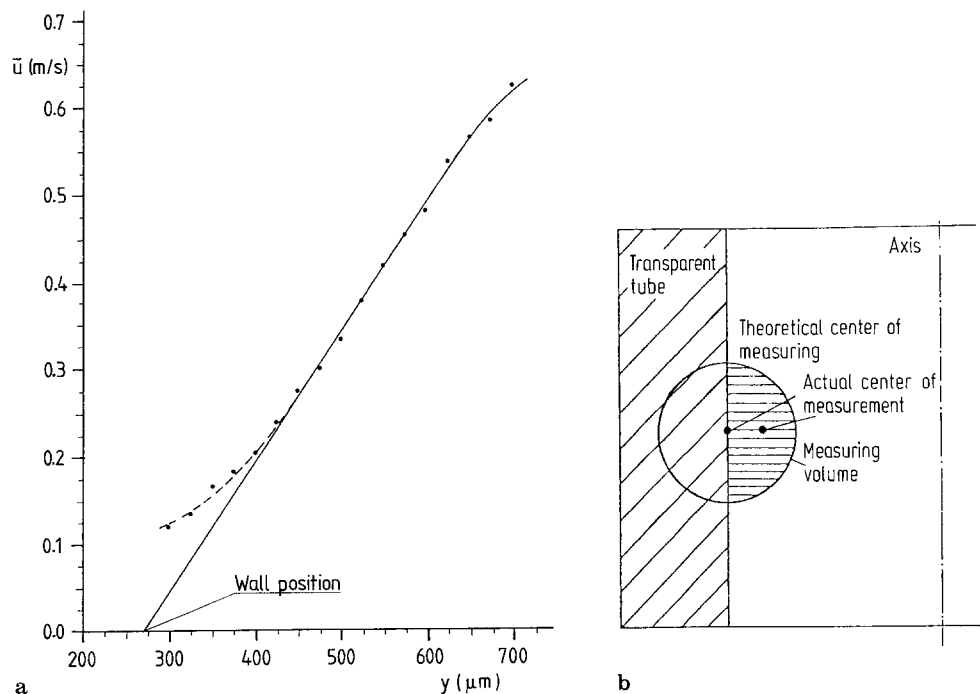 0.7
ū (m/s)
0.6
0.5
0.4
0.3
0.2
0.1
0.0
Wall position
200
300
400
500
600
700
y (μm)
a
Axis
Transparent
tube
Theoretical center of
measuring
Actual center of
measurement
Measuring
volume
b